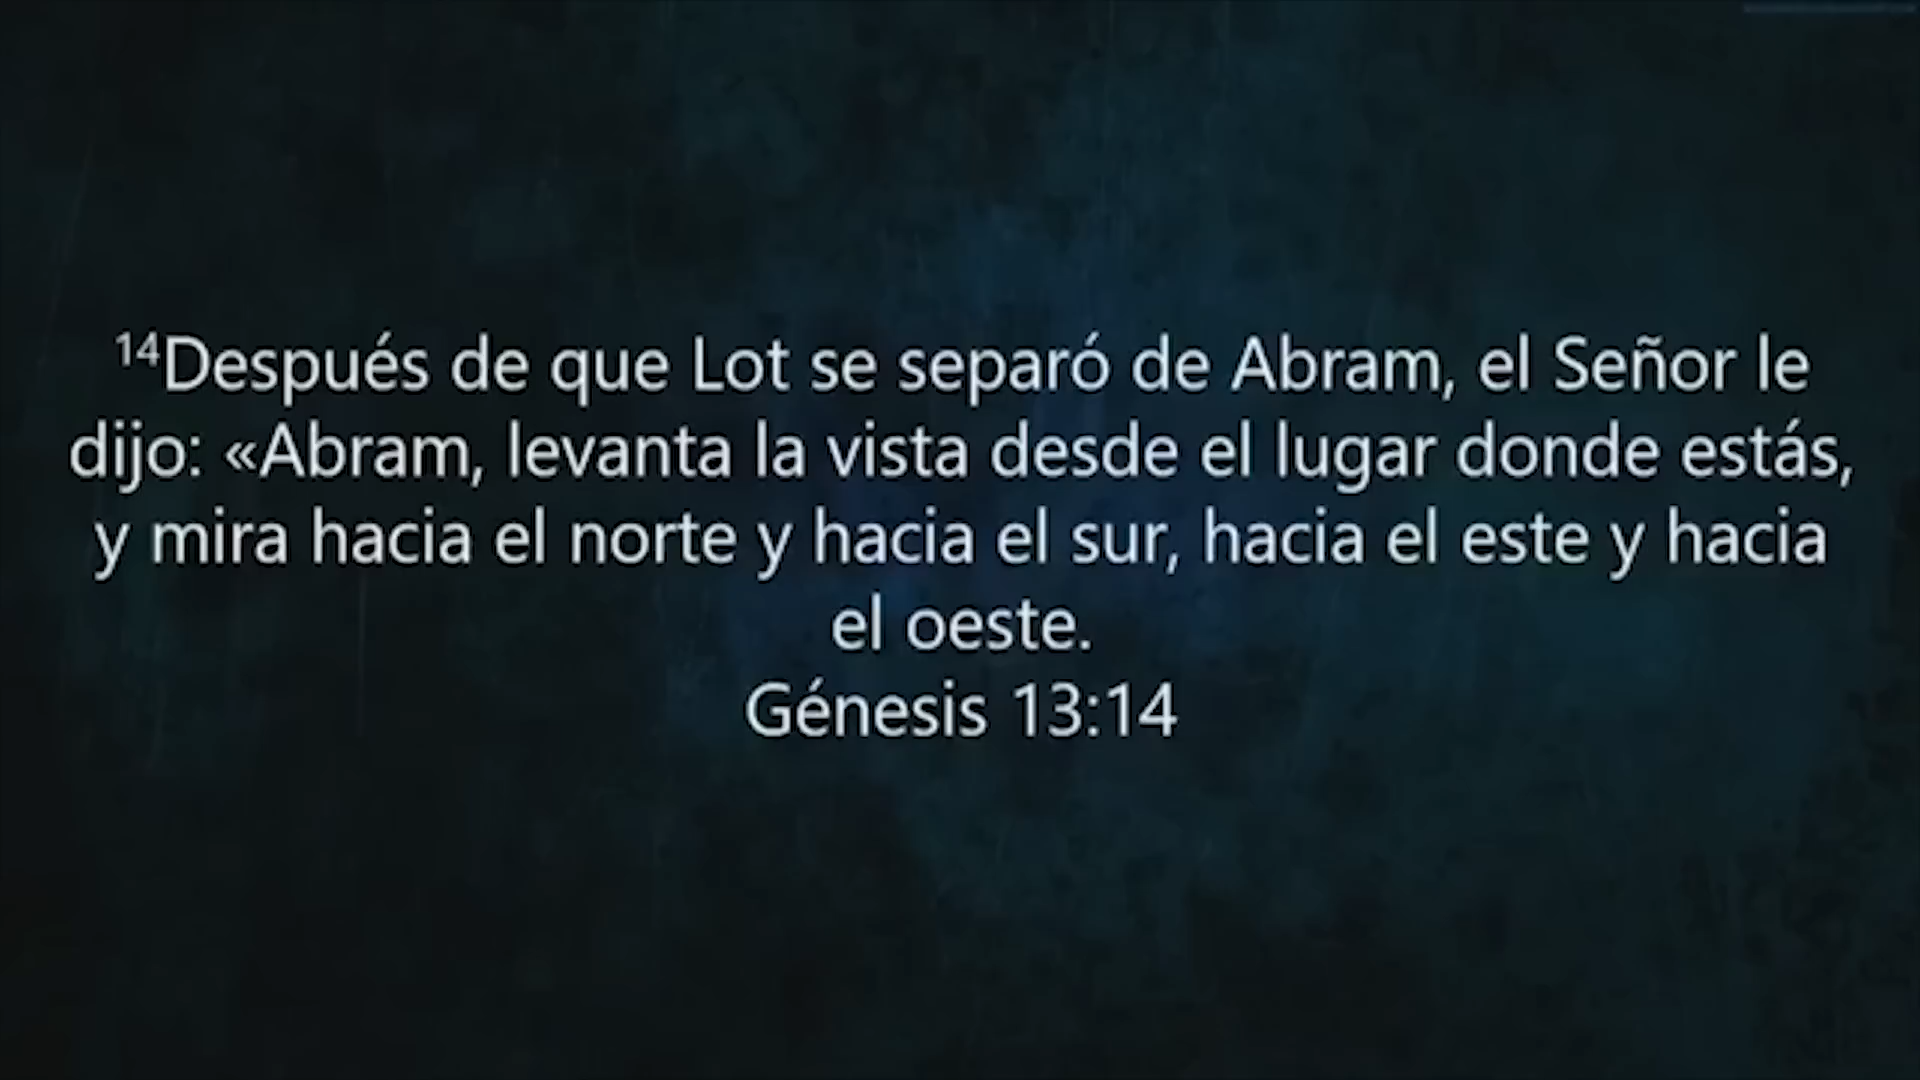 ¹⁴Después de que Lot se separó de Abram, el Señor le
dijo: «Abram, levanta la vista desde el lugar donde estás,
y mira hacia el norte y hacia el sur, hacia el este y hacia
el oeste.
Génesis 13:14